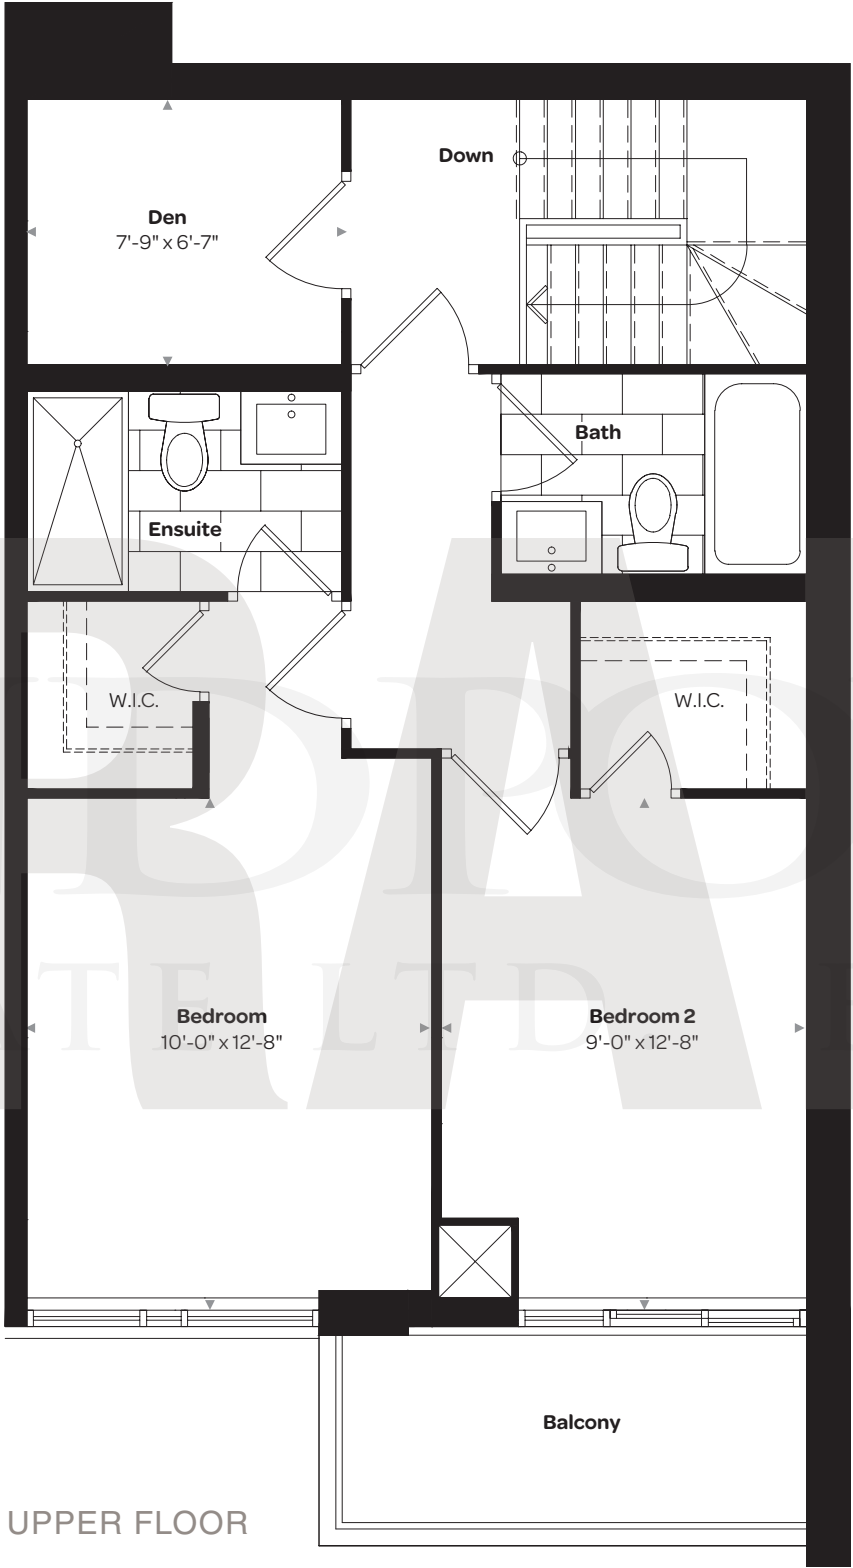 Down
Den
7'-9" x 6'-7"
Bath
Ensuite
W.I.C.
W.I.C.
Bedroom
10'-0" x 12'-8"
Bedroom 2
9'-0" x 12'-8"
Balcony
UPPER FLOOR